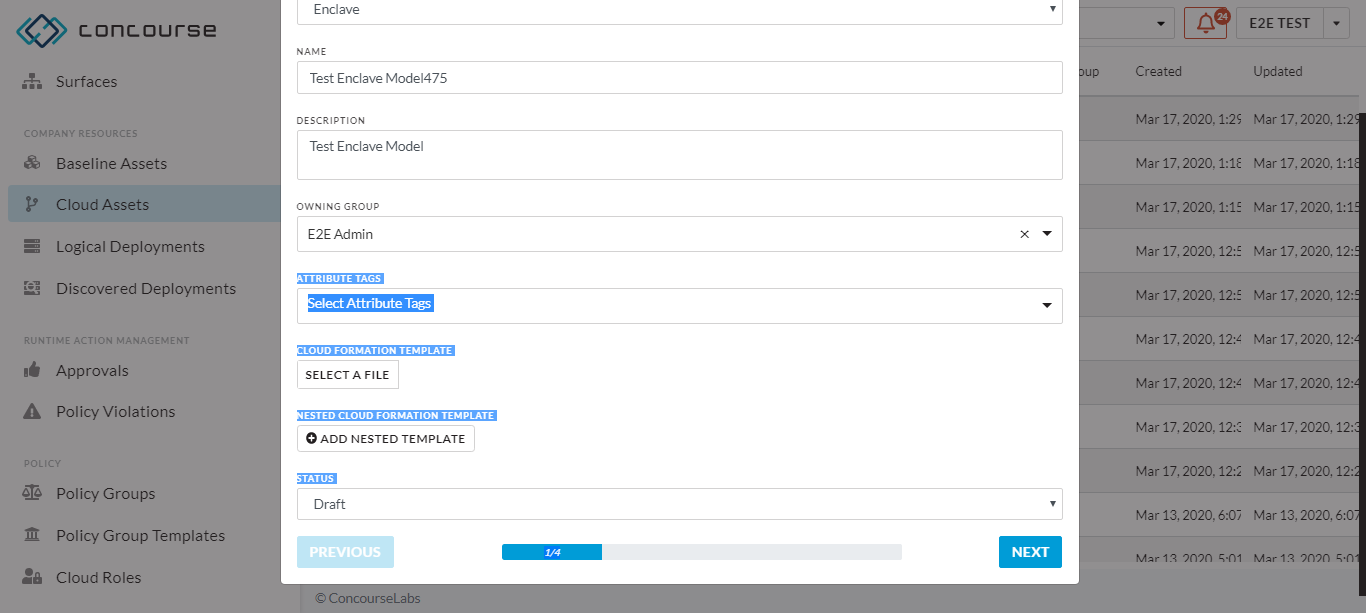 concourse
Surfaces
COMPANY RESOURCES
Baseline Assets
Cloud Assets
Logical Deployments
Discovered Deployments
RUNTIME ACTION MANAGEMENT
Approvals
Policy Violations
POLICY
Policy Groups
Policy Group Templates
Cloud Roles
Enclave
NAME
Test Enclave Model475
DESCRIPTION
Test Enclave Model
OWNING GROUP
E2E Admin
ATTRIBUTE TAGS
Select Attribute Tags
CLOUD FORMATION TEMPLATE
SELECT A FILE
NESTED CLOUD FORMATION TEMPLATE
ADD NESTED TEMPLATE
STATUS
Draft
PREVIOUS
1/4
NEXT
24
E2E TEST
oup Created Updated
Mar 17, 2020, 1:29 Mar 17, 2020, 1:29
Mar 17, 2020, 1:18 Mar 17, 2020, 1:18
Mar 17, 2020, 1:15 Mar 17, 2020, 1:15
Mar 17, 2020, 12:5 Mar 17, 2020, 12:5
Mar 17, 2020, 12:5 Mar 17, 2020, 12:5
Mar 17, 2020, 12:4 Mar 17, 2020, 12:4
Mar 17, 2020, 12:4 Mar 17, 2020, 12:4
Mar 17, 2020, 12:3 Mar 17, 2020, 12:3
Mar 17, 2020, 12:2 Mar 17, 2020, 12:2
Mar 13, 2020, 6:07 Mar 13, 2020, 6:07
Mar 13, 2020, 5:01 Mar 13, 2020, 5:01
© ConcourseLabs